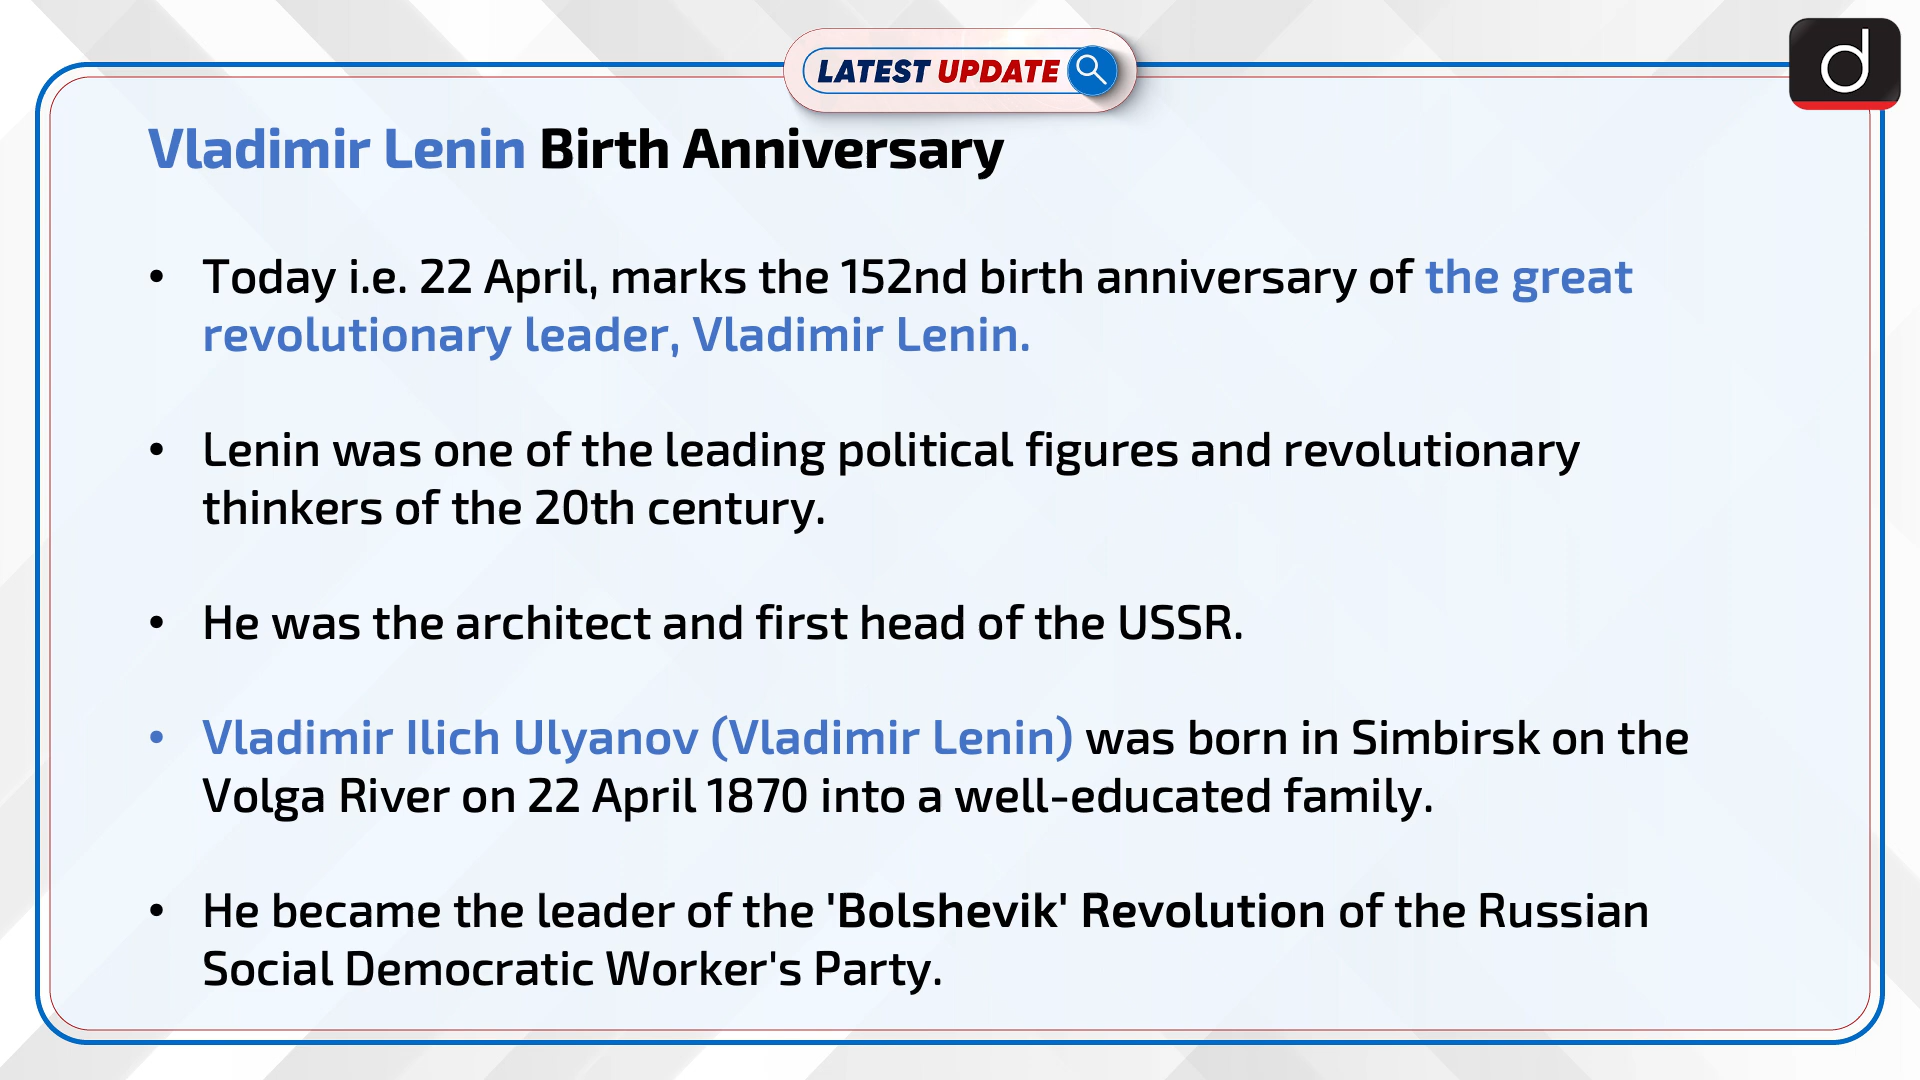 LATEST UPDATE
d
Vladimir Lenin Birth Anniversary
• Today i.e. 22 April, marks the 152nd birth anniversary of the great
revolutionary leader, Vladimir Lenin.
• Lenin was one of the leading political figures and revolutionary
thinkers of the 20th century.
• He was the architect and first head of the USSR.
• Vladimir Ilich Ulyanov (Vladimir Lenin) was born in Simbirsk on the
Volga River on 22 April 1870 into a well-educated family.
• He became the leader of the 'Bolshevik' Revolution of the Russian
Social Democratic Worker's Party.